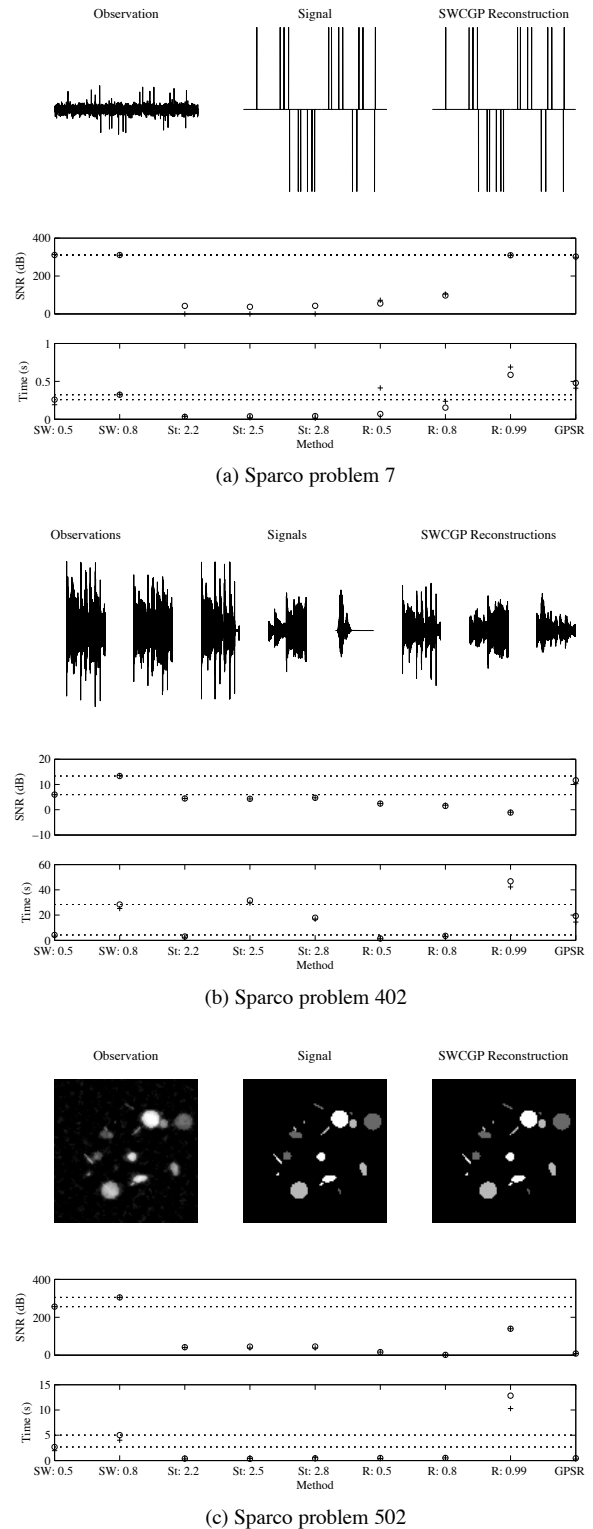 Observation Signal SWCGP Reconstruction
400
200
0
SNR (dB)
1
0.5
0
Time (s)
SW: 0.5 SW: 0.8 St: 2.2 St: 2.5 St: 2.8 R: 0.5 R: 0.8 R: 0.99 GPSR
Method
(a) Sparco problem 7
Observations Signals SWCGP Reconstructions
20
10
0
−10
SNR (dB)
60
40
20
0
Time (s)
SW: 0.5 SW: 0.8 St: 2.2 St: 2.5 St: 2.8 R: 0.5 R: 0.8 R: 0.99 GPSR
Method
(b) Sparco problem 402
Observation Signal SWCGP Reconstruction
400
200
0
SNR (dB)
15
10
5
0
Time (s)
SW: 0.5 SW: 0.8 St: 2.2 St: 2.5 St: 2.8 R: 0.5 R: 0.8 R: 0.99 GPSR
Method
(c) Sparco problem 502